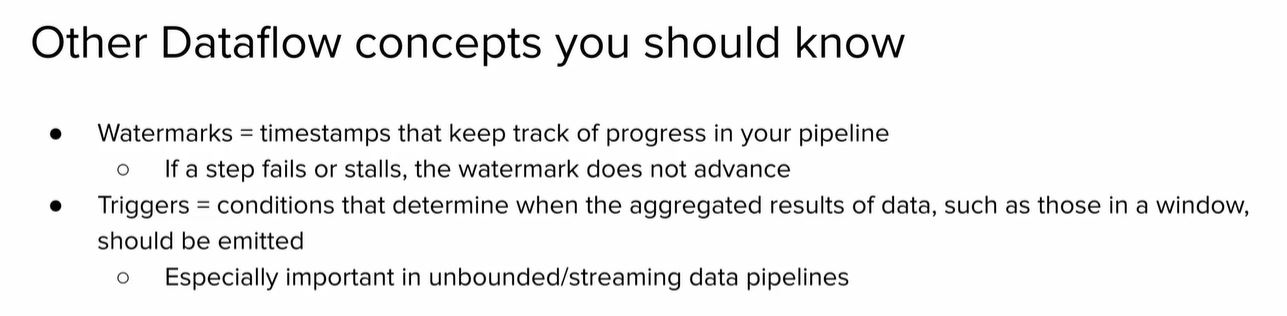 Other Dataflow concepts you should know
● Watermarks = timestamps that keep track of progress in your pipeline
○ If a step fails or stalls, the watermark does not advance
● Triggers = conditions that determine when the aggregated results of data, such as those in a window,
should be emitted
○ Especially important in unbounded/streaming data pipelines